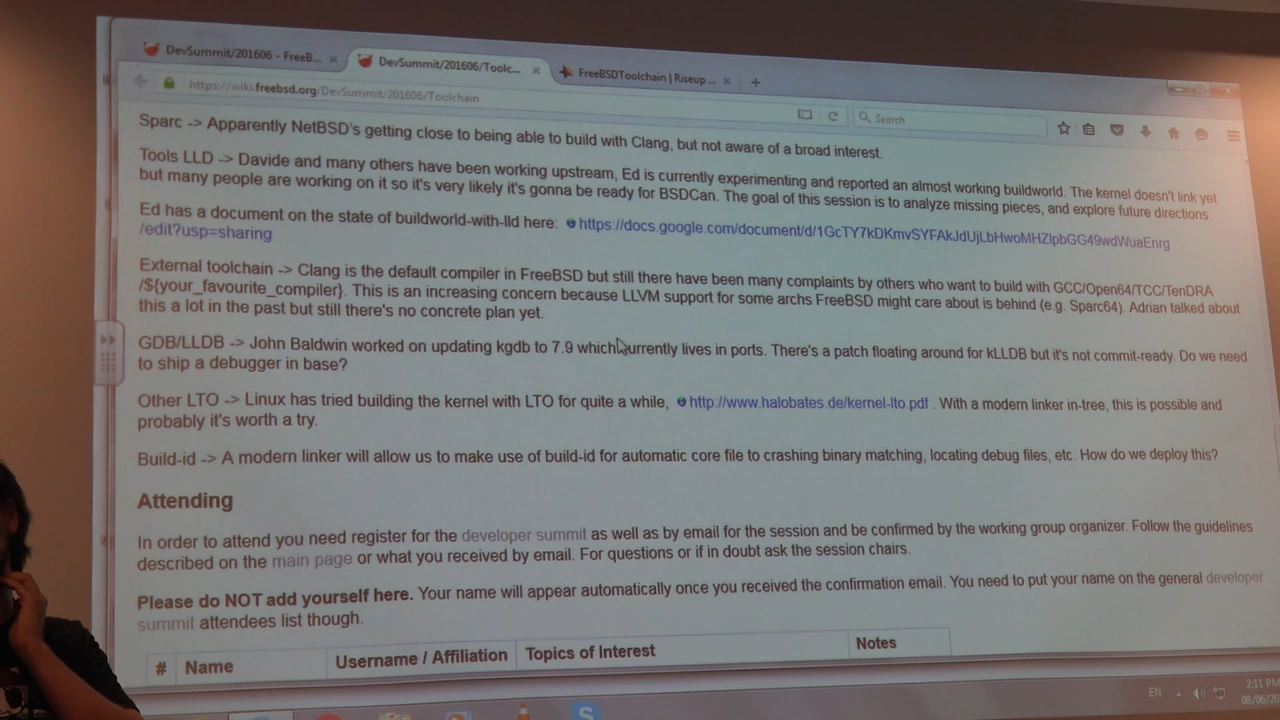 DevSummit/201606 - FreeB...
DevSummit/201606/Toolc...
FreeBSDToolchain | Riseup ...
https://wiki.freebsd.org/DevSummit/201606/Toolchain
Search
Sparc -> Apparently NetBSD's getting close to being able to build with Clang, but not aware of a broad interest.
Tools LLD -> Davide and many others have been working upstream, Ed is currently experimenting and reported an almost working buildworld. The kernel doesn't link yet
but many people are working on it so it's very likely it's gonna be ready for BSDCan. The goal of this session is to analyze missing pieces, and explore future directions.
Ed has a document on the state of buildworld-with-lld here: https://docs.google.com/document/d/1GcTY7kDKmvSYFAkJdUjLbHwoMHZlpbGG49wdWuaEnrg
/edit?usp=sharing
External toolchain -> Clang is the default compiler in FreeBSD but still there have been many complaints by others who want to build with GCC/Open64/TCC/TenDRA
/${your_favourite_compiler}. This is an increasing concern because LLVM support for some archs FreeBSD might care about is behind (e.g. Sparc64). Adrian talked about
this a lot in the past but still there's no concrete plan yet.
GDB/LLDB -> John Baldwin worked on updating kgdb to 7.9 which currently lives in ports. There's a patch floating around for kLLDB but it's not commit-ready. Do we need
to ship a debugger in base?
Other LTO -> Linux has tried building the kernel with LTO for quite a while, http://www.halobates.de/kernel-lto.pdf . With a modern linker in-tree, this is possible and
probably it's worth a try.
Build-id -> A modern linker will allow us to make use of build-id for automatic core file to crashing binary matching, locating debug files, etc. How do we deploy this?
Attending
In order to attend you need register for the developer summit as well as by email for the session and be confirmed by the working group organizer. Follow the guidelines
described on the main page or what you received by email. For questions or if in doubt ask the session chairs.
Please do NOT add yourself here. Your name will appear automatically once you received the confirmation email. You need to put your name on the general developer
summit attendees list though.
# Name Username / Affiliation Topics of Interest Notes
EN
2:11 PM
08/06/20